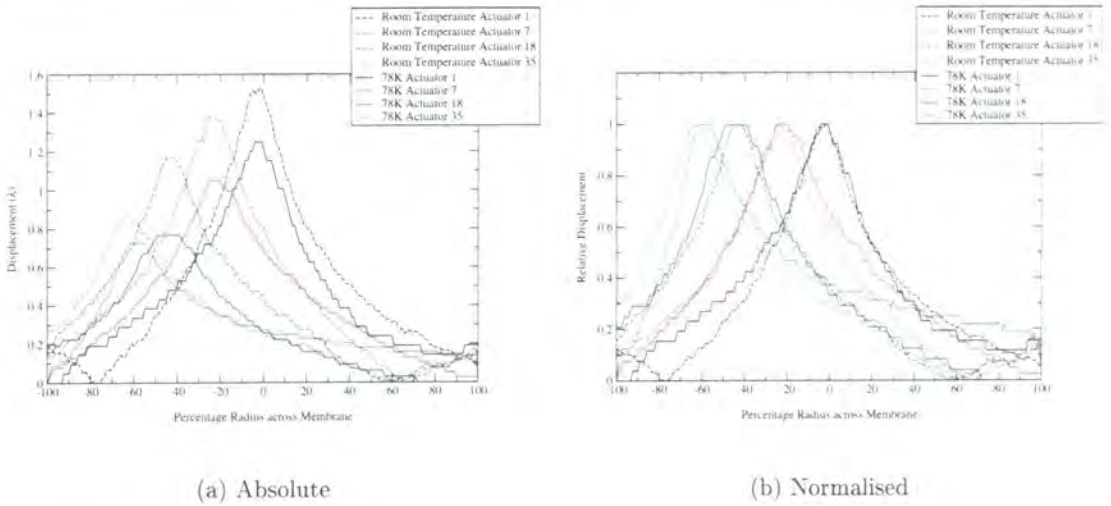 Room Temperature Actuator 1
Room Temperature Actuator 7
Room Temperature Actuator 18
Room Temperature Actuator 35
78K Actuator 1
78K Actuator 7
78K Actuator 18
78K Actuator 35
1.6
1.4
1.2
1
0.8
0.6
0.4
0.2
0
Displacement (λ)
-100 -80 -60 -40 -20 0 20 40 60 80 100
Percentage Radius across Membrane
(a) Absolute
Room Temperature Actuator 1
Room Temperature Actuator 7
Room Temperature Actuator 18
Room Temperature Actuator 35
78K Actuator 1
78K Actuator 7
78K Actuator 18
78K Actuator 35
1
0.8
0.6
0.4
0.2
0
Relative Displacement
-100 -80 -60 -40 -20 0 20 40 60 80 100
Percentage Radius across Membrane
(b) Normalised